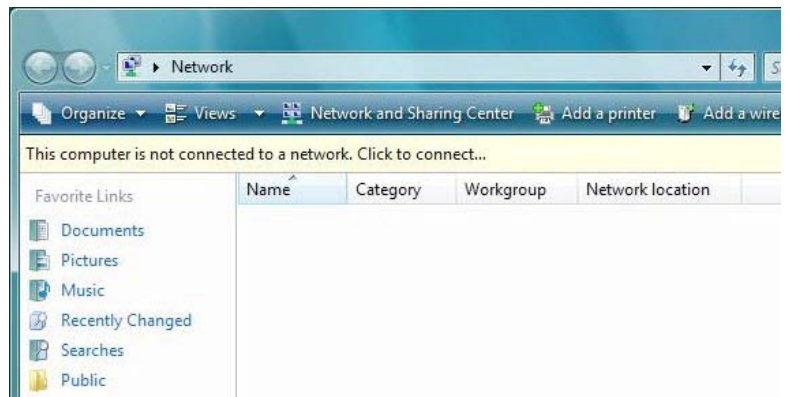 Network
Organize Views Network and Sharing Center Add a printer Add a wire
This computer is not connected to a network. Click to connect...
Favorite Links
Name Category Workgroup Network location
Documents
Pictures
Music
Recently Changed
Searches
Public